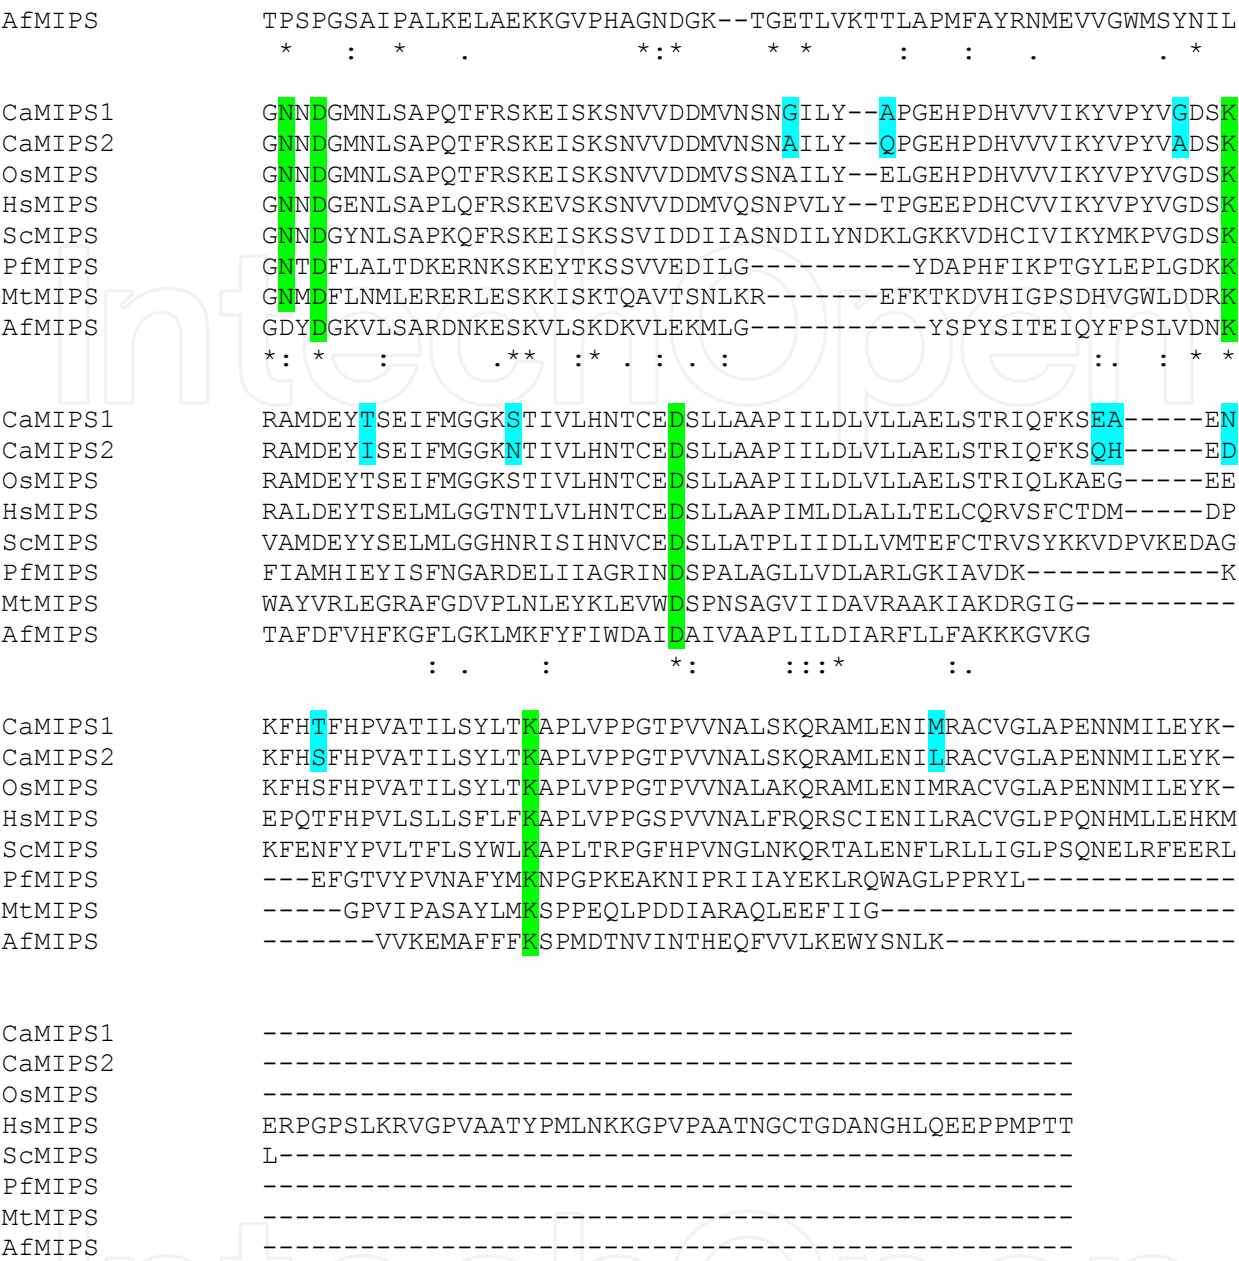 AfMIPS TPSPGSAIPALKELAEKKGVPHAGNDGK--TGETLVKTTLAPMFAYRNMEVVGWMSYNIL
* : * . *:* * * : : . . *
CaMIPS1 GNNDGMNLSAPQTFRSKEISKSNVVDDMVNSNGILY--APGEHPDHVVVIKYVPYVGDSK
CaMIPS2 GNNDGMNLSAPQTFRSKEISKSNVVDDMVNSNAILY--QPGEHPDHVVVIKYVPYVADSK
OsMIPS GNNDGMNLSAPQTFRSKEISKSNVVDDMVSSNAILY--ELGEHPDHVVVIKYVPYVGDSK
HsMIPS GNNDGENLSAPLQFRSKEVSKSNVVDDMVQSNPVLY--TPGEEPDHCVVIKYVPYVGDSK
ScMIPS GNNDGYNLSAPKQFRSKEISKSSVIDDIIASNDILYNDKLGKKVDHCIVIKYMKPVGDSK
PfMIPS GNTDFLALTDKERNKSKEYTKSSVVEDILG----------YDAPHFIKPTGYLEPLGDKK
MtMIPS GNMDFLNMLERERLESKKISKTQAVTSNLKR-------EFKTKDVHIGPSDHVGWLDDRK
AfMIPS GDYDGKVLSARDNKESKVLSKDKVLEKMLG-----------YSPYSITEIQYFPSLVDNK
*: * : .** :* . : . : :. : * *
CaMIPS1 RAMDEYTSEIFMGGKSTIVLHNTCEDSLLAAPIILDLVLLAELSTRIQFKSEA-----EN
CaMIPS2 RAMDEYISEIFMGGKNTIVLHNTCEDSLLAAPIILDLVLLAELSTRIQFKSQH-----ED
OsMIPS RAMDEYTSEIFMGGKSTIVLHNTCEDSLLAAPIILDLVLLAELSTRIQLKAEG-----EE
HsMIPS RALDEYTSELMLGGTNTLVLHNTCEDSLLAAPIMLDLALLTELCQRVSFCTDM-----DP
ScMIPS VAMDEYYSELMLGGHNRISIHNVCEDSLLATPLIIDLLVMTEFCTRVSYKKVDPVKEDAG
PfMIPS FIAMHIEYISFNGARDELIIAGRINDSPALAGLLVDLARLGKIAVDK------------K
MtMIPS WAYVRLEGRAFGDVPLNLEYKLEVWDSPNSAGVIIDAVRAAKIAKDRGIG----------
AfMIPS TAFDFVHFKGFLGKLMKFYFIWDAIDAIVAAPLILDIARFLLFAKKKGVKG
: . : *: :::* :.
CaMIPS1 KFHTFHPVATILSYLTKAPLVPPGTPVVNALSKQRAMLENIMRACVGLAPENNMILEYK-
CaMIPS2 KFHSFHPVATILSYLTKAPLVPPGTPVVNALSKQRAMLENILRACVGLAPENNMILEYK-
OsMIPS KFHSFHPVATILSYLTKAPLVPPGTPVVNALAKQRAMLENIMRACVGLAPENNMILEYK-
HsMIPS EPQTFHPVLSLLSFLFKAPLVPPGSPVVNALFRQRSCIENILRACVGLPPQNHMLLEHKM
ScMIPS KFENFYPVLTFLSYWLKAPLTRPGFHPVNGLNKQRTALENFLRLLIGLPSQNELRFEERL
PfMIPS ---EFGTVYPVNAFYMKNPGPKEAKNIPRIIAYEKLRQWAGLPPRYL-------------
MtMIPS -----GPVIPASAYLMKSPPEQLPDDIARAQLEEFIIG----------------------
AfMIPS -------VVKEMAFFFKSPMDTNVINTHEQFVVLKEWYSNLK------------------
CaMIPS1 --------------------------------------------------
CaMIPS2 --------------------------------------------------
OsMIPS --------------------------------------------------
HsMIPS ERPGPSLKRVGPVAATYPMLNKKGPVPAATNGCTGDANGHLQEEPPMPTT
ScMIPS L-------------------------------------------------
PfMIPS --------------------------------------------------
MtMIPS --------------------------------------------------
AfMIPS --------------------------------------------------
IntechOpen
IntechOpen